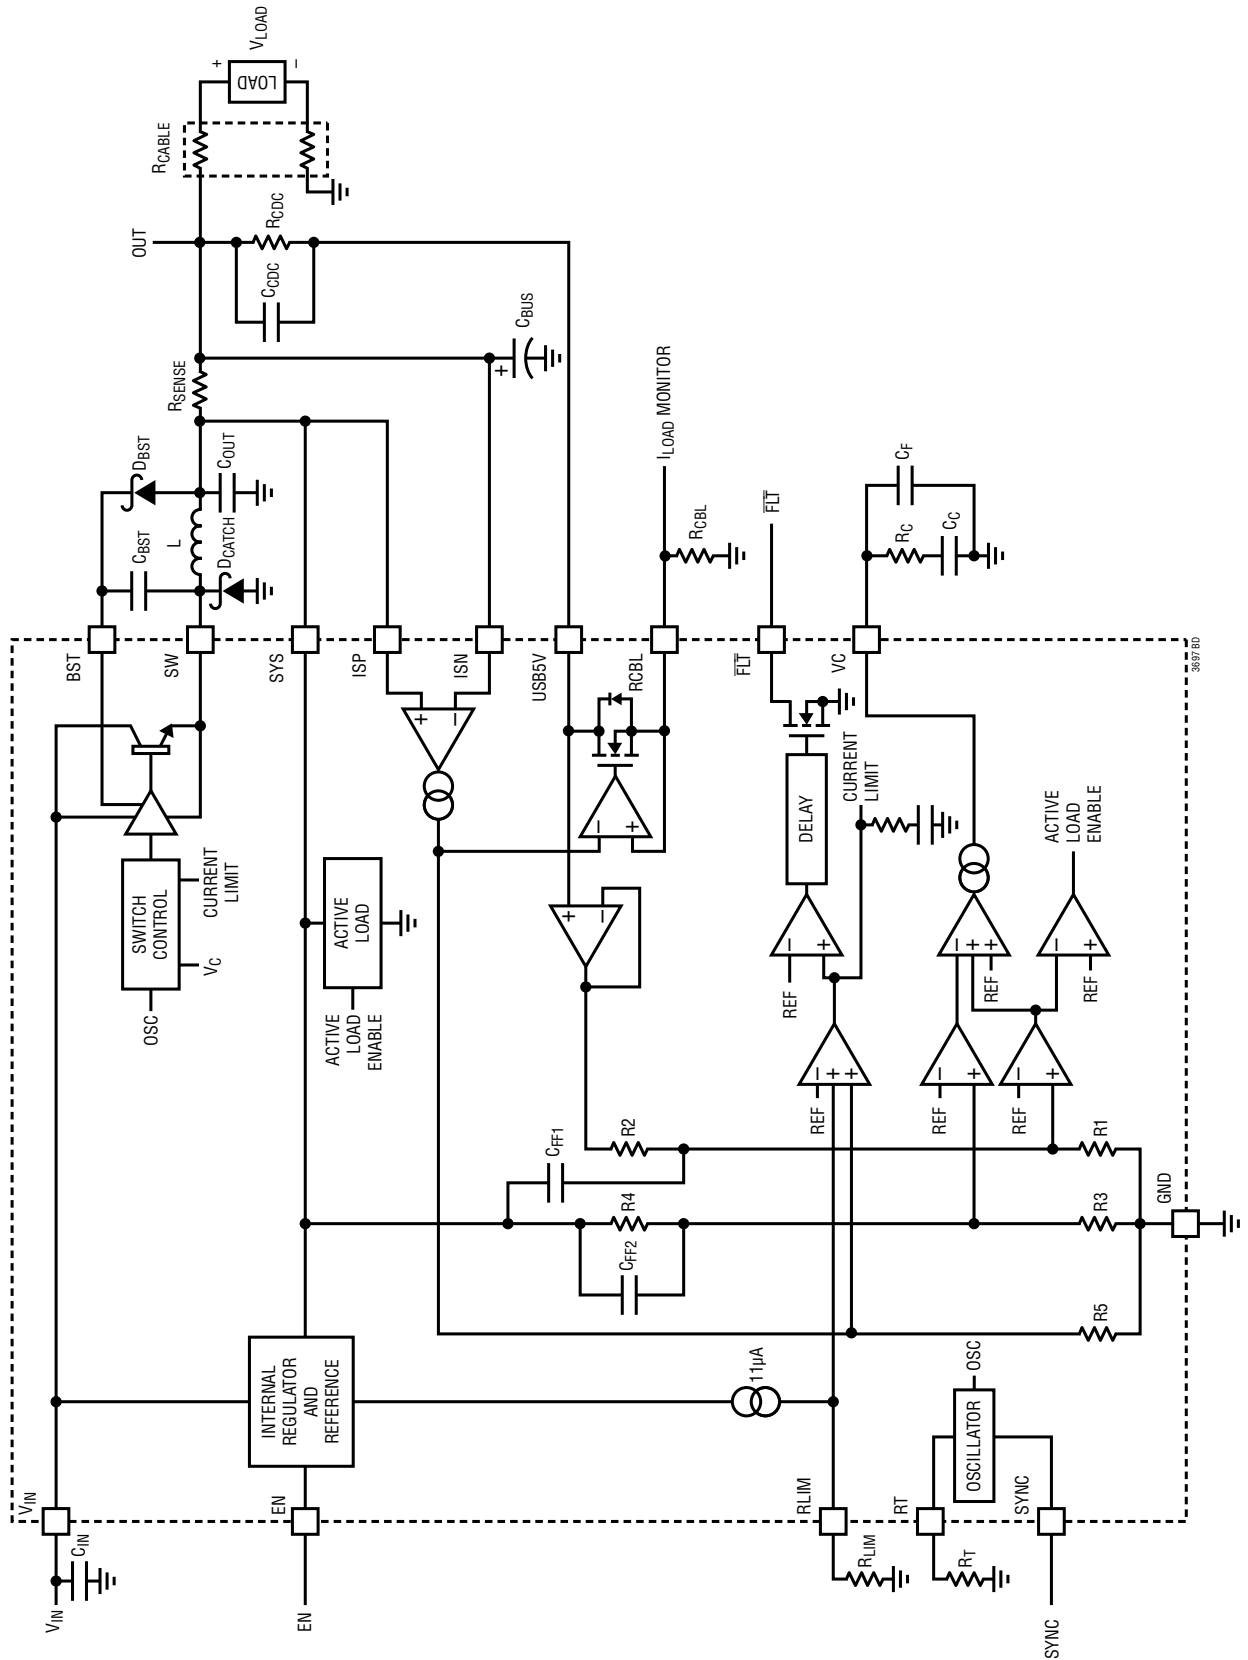 VIN
CIN
VIN
EN
EN
INTERNAL
REGULATOR
AND
REFERENCE
11µA
RLIM
RLIM
RT
RT
OSCILLATOR
OSC
SYNC
SYNC
OSC
SWITCH
CONTROL
VC
CURRENT
LIMIT
ACTIVE
LOAD
ENABLE
ACTIVE
LOAD
CFF1
R2
R4
CFF2
R1
R3
R5
GND
REF
+
+
–
REF
+
–
REF
+
–
REF
–
+
DELAY
CURRENT
LIMIT
REF
–
+
+
REF
–
+
ACTIVE
LOAD
ENABLE
+
–
–
+
+
–
BST
SW
SYS
ISP
ISN
USB5V
RCBL
FLT
VC
3697 BD
CBST
DBST
L
DCATCH
COUT
RSENSE
CBUS
+
OUT
CCDC
RCDC
RCABLE
+
LOAD
–
VLOAD
ILOAD MONITOR
RCBL
FLT
RC
CC
CF